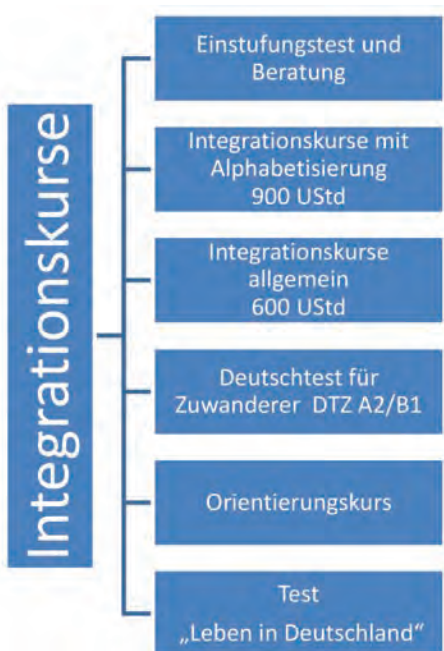 Integrationskurse
Einstufungstest und
Beratung
Integrationskurse mit
Alphabetisierung
900 UStd
Integrationskurse
allgemein
600 UStd
Deutschtest für
Zuwanderer DTZ A2/B1
Orientierungskurs
Test
„Leben in Deutschland“